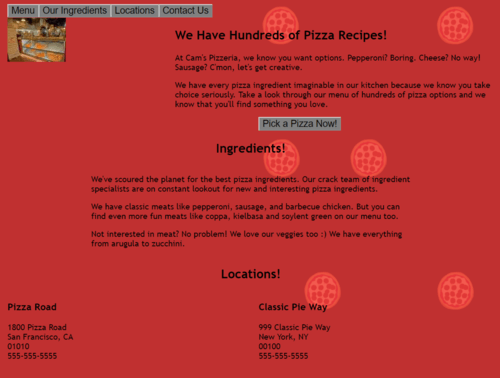 Menu Our Ingredients Locations Contact Us
We Have Hundreds of Pizza Recipes!
At Cam's Pizzeria, we know you want options. Pepperoni? Boring. Cheese? No way!
Sausage? C'mon, let's get creative.
We have every pizza ingredient imaginable in our kitchen because we know you take
choice seriously. Take a look through our menu of hundreds of pizza options and we
know that you'll find something you love.
Pick a Pizza Now!
Ingredients!
We've scoured the planet for the best pizza ingredients. Our crack team of ingredient
specialists are on constant lookout for new and interesting pizza ingredients.
We have classic meats like pepperoni, sausage, and barbecue chicken. But you can
find even more fun meats like coppa, kielbasa and soylent green on our menu too.
Not interested in meat? No problem! We love our veggies too :) We have everything
from arugula to zucchini.
Locations!
Pizza Road
1800 Pizza Road
San Francisco, CA
01010
555-555-5555
Classic Pie Way
999 Classic Pie Way
New York, NY
00100
555-555-5555